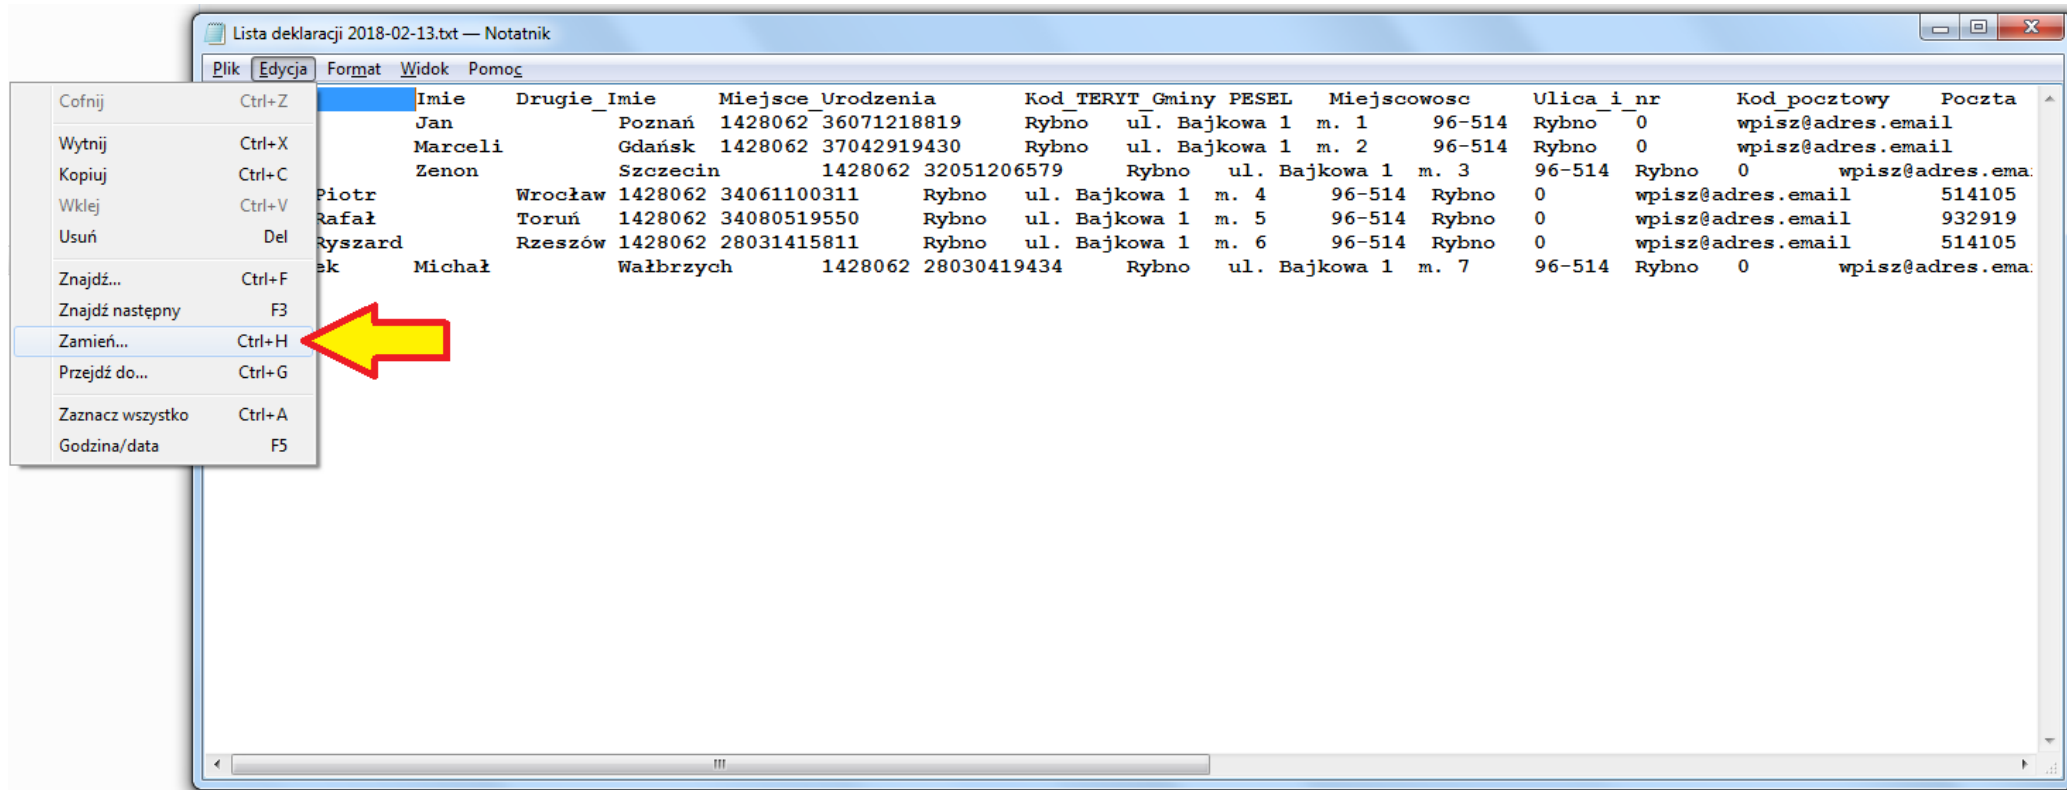 Lista deklaracji 2018-02-13.txt — Notatnik
Plik Edycja Format Widok Pomoc
Cofnij Ctrl+Z
Wytnij Ctrl+X
Kopiuj Ctrl+C
Wklej Ctrl+V
Usuń Del
Znajdź... Ctrl+F
Znajdź następny F3
Zamień... Ctrl+H
Przejdź do... Ctrl+G
Zaznacz wszystko Ctrl+A
Godzina/data F5
Imie Drugie_Imie Miejsce_Urodzenia Kod_TERYT_Gminy PESEL Miejscowosc Ulica_i_nr Kod_pocztowy Poczta
Jan Poznań 1428062 36071218819 Rybno ul. Bajkowa 1 m. 1 96-514 Rybno 0 wpisz@adres.email
Marceli Gdańsk 1428062 37042919430 Rybno ul. Bajkowa 1 m. 2 96-514 Rybno 0 wpisz@adres.email
Zenon Szczecin 1428062 32051206579 Rybno ul. Bajkowa 1 m. 3 96-514 Rybno 0 wpisz@adres.ema
Piotr Wrocław 1428062 34061100311 Rybno ul. Bajkowa 1 m. 4 96-514 Rybno 0 wpisz@adres.email 514105
Rafał Toruń 1428062 34080519550 Rybno ul. Bajkowa 1 m. 5 96-514 Rybno 0 wpisz@adres.email 932919
Ryszard Rzeszów 1428062 28031415811 Rybno ul. Bajkowa 1 m. 6 96-514 Rybno 0 wpisz@adres.email 514105
ek Michał Wałbrzych 1428062 28030419434 Rybno ul. Bajkowa 1 m. 7 96-514 Rybno 0 wpisz@adres.ema